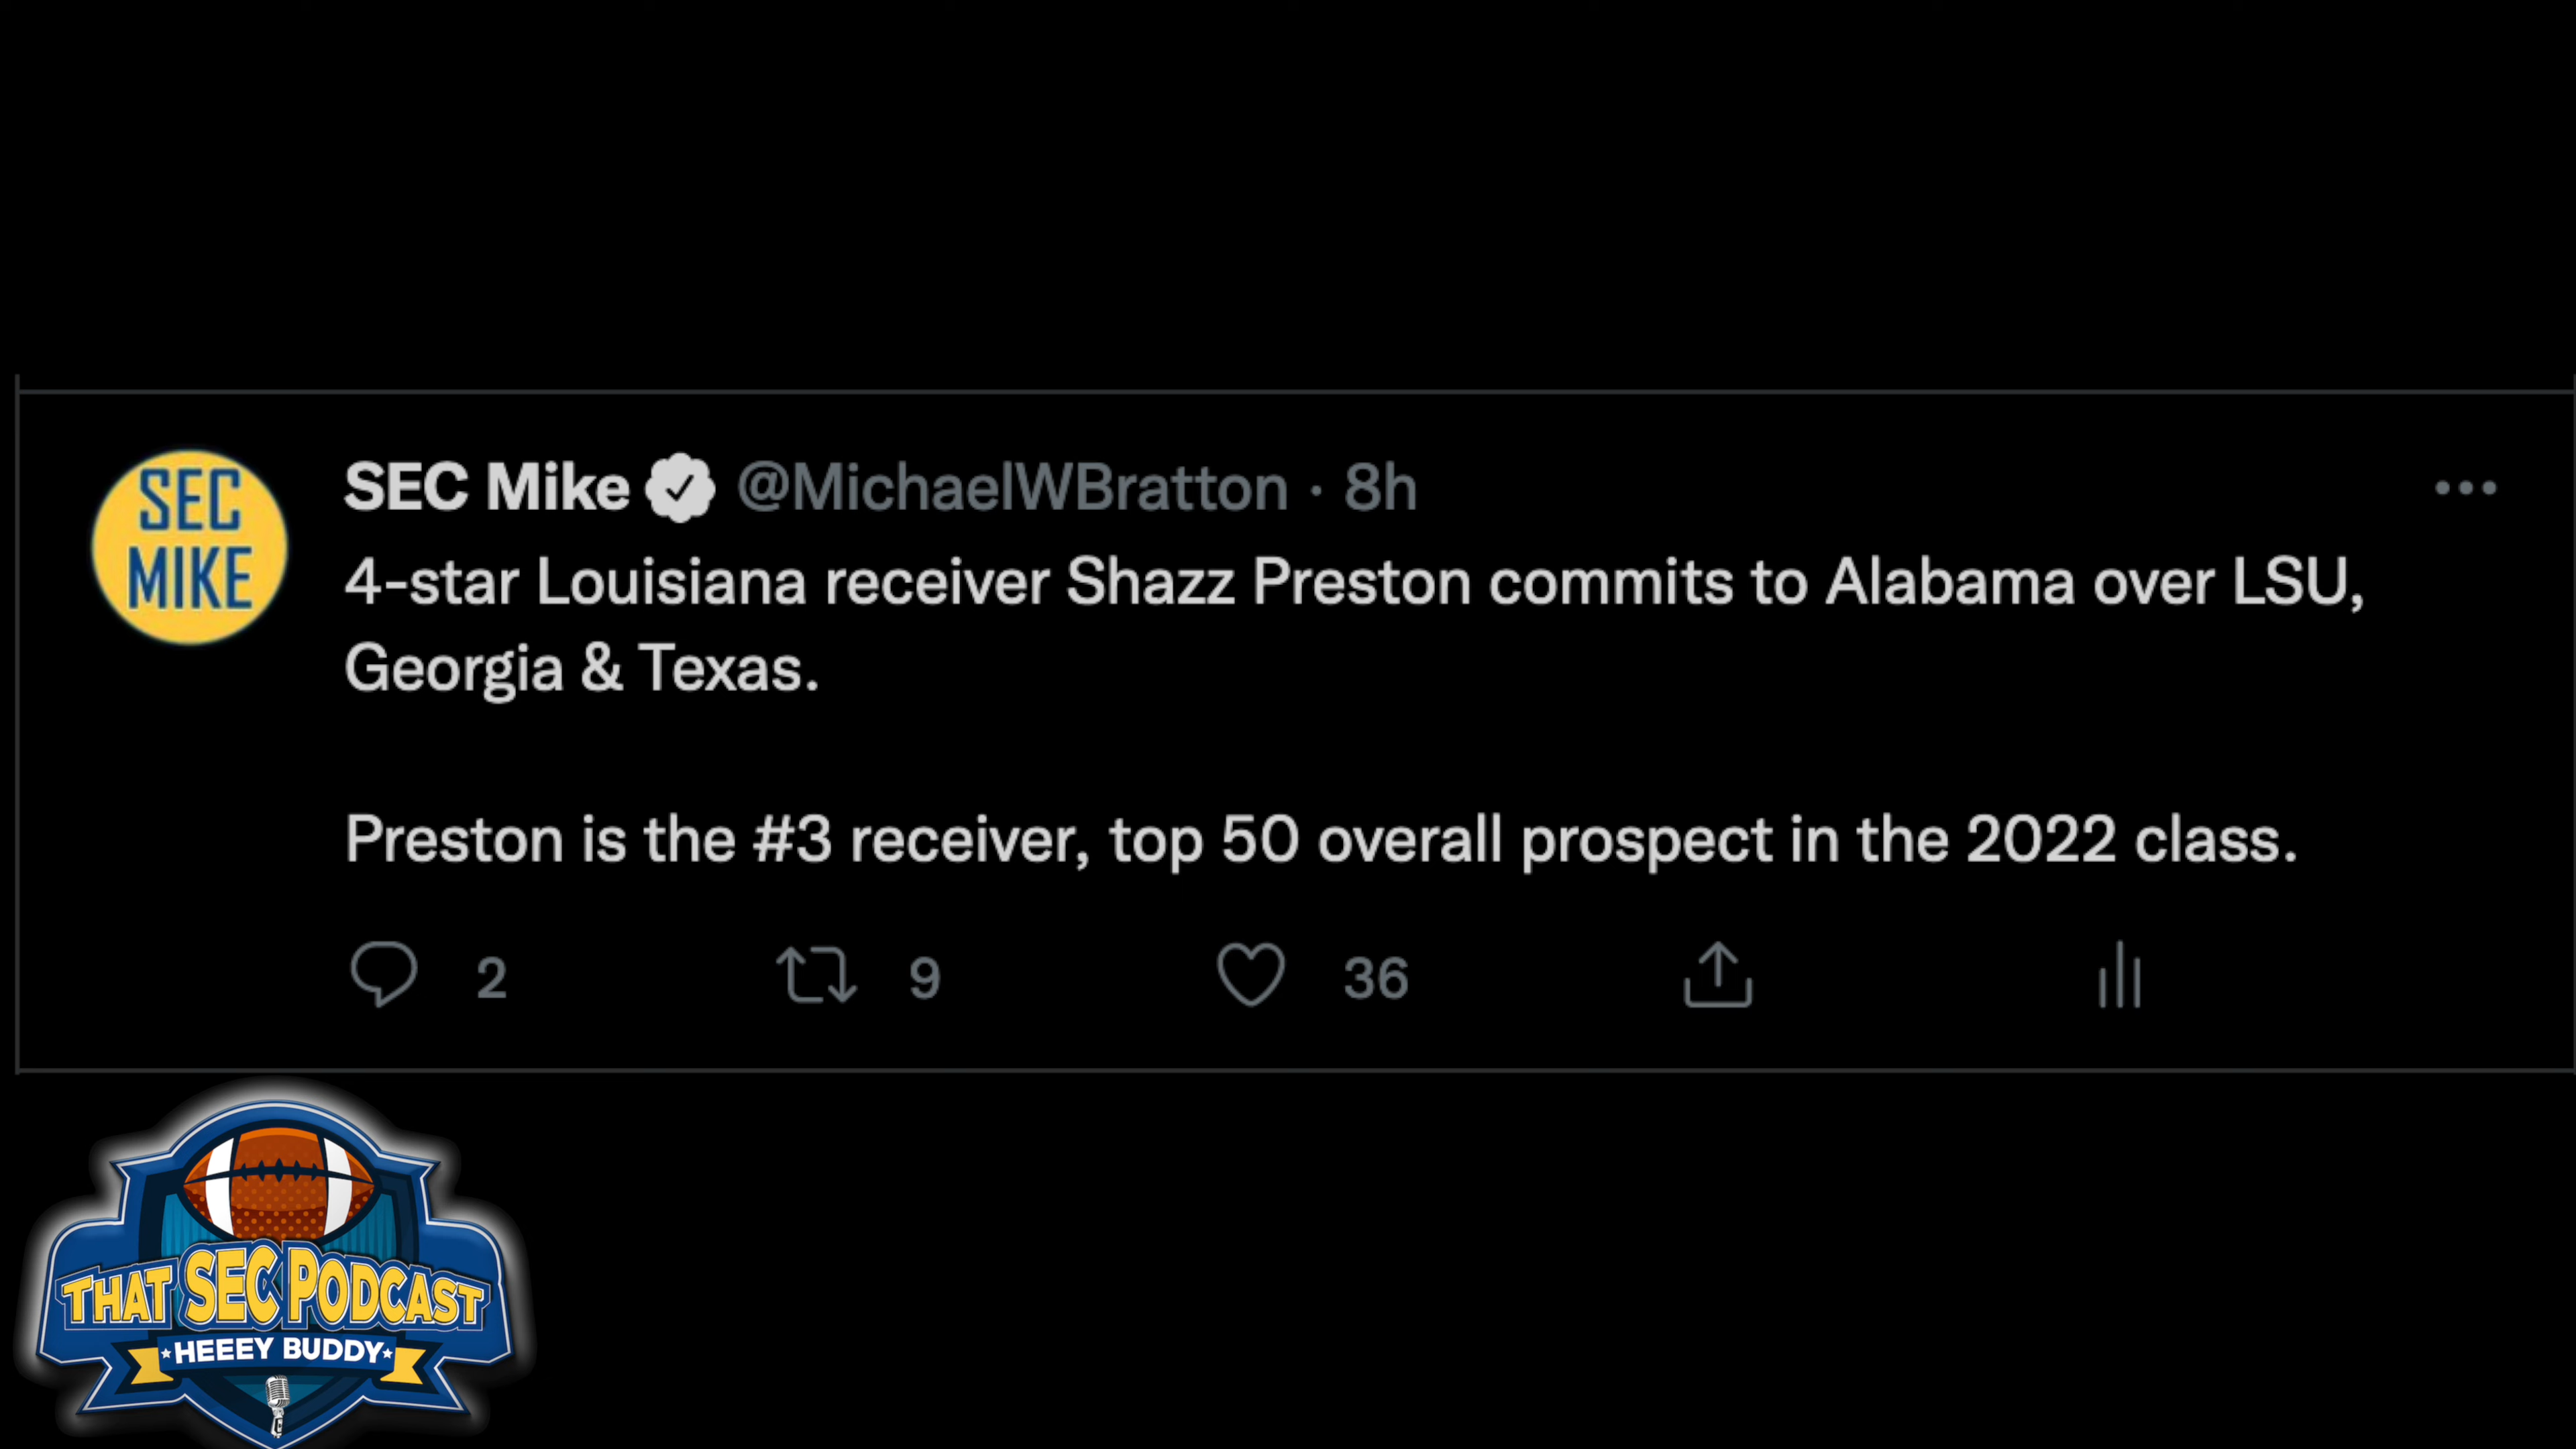 SEC
MIKE
SEC Mike @MichaelWBratton · 8h
4-star Louisiana receiver Shazz Preston commits to Alabama over LSU,
Georgia & Texas.
Preston is the #3 receiver, top 50 overall prospect in the 2022 class.
2 9 36
THAT SEC PODCAST
HEEEY BUDDY